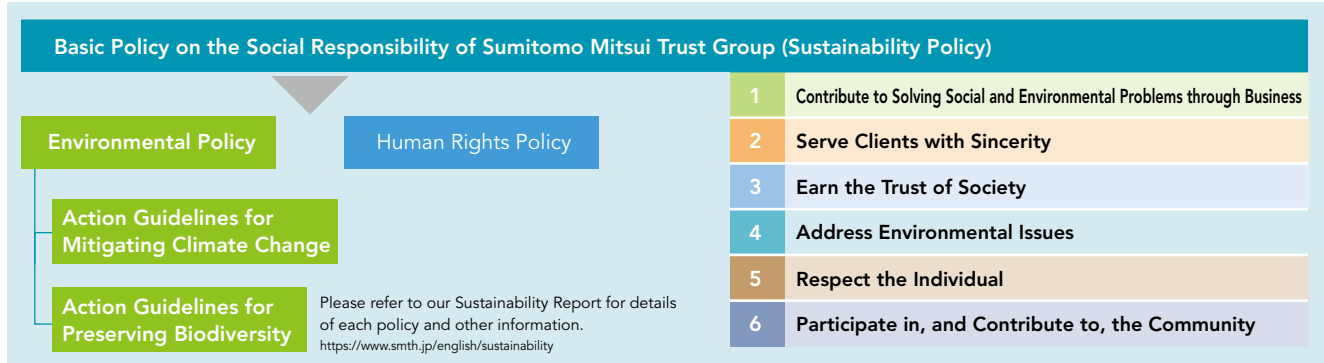 Basic Policy on the Social Responsibility of Sumitomo Mitsui Trust Group (Sustainability Policy)
Environmental Policy
Human Rights Policy
Action Guidelines for
Mitigating Climate Change
Action Guidelines for
Preserving Biodiversity
Please refer to our Sustainability Report for details
of each policy and other information.
https://www.smth.jp/english/sustainability
1 Contribute to Solving Social and Environmental Problems through Business
2 Serve Clients with Sincerity
3 Earn the Trust of Society
4 Address Environmental Issues
5 Respect the Individual
6 Participate in, and Contribute to, the Community